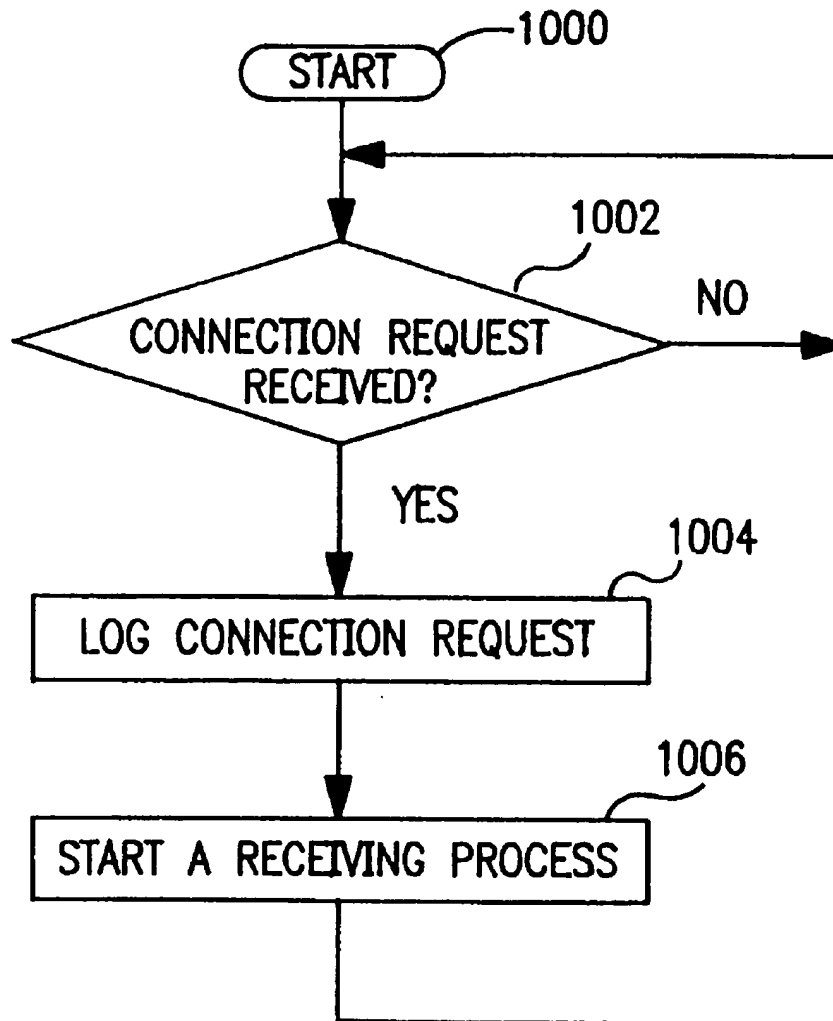 1000
START
1002
CONNECTION REQUEST
RECEIVED?
NO
YES
1004
LOG CONNECTION REQUEST
1006
START A RECEIVING PROCESS